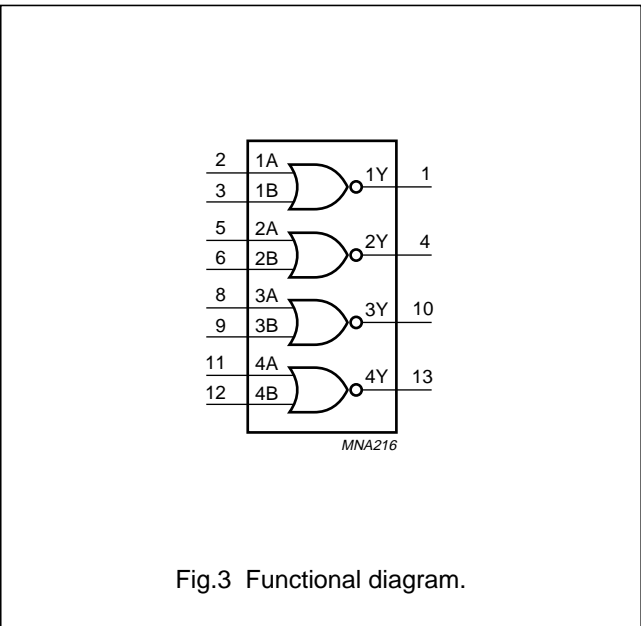 2 1A 1Y 1
3 1B
5 2A 2Y 4
6 2B
8 3A 3Y 10
9 3B
11 4A 4Y 13
12 4B
MNA216
Fig.3 Functional diagram.